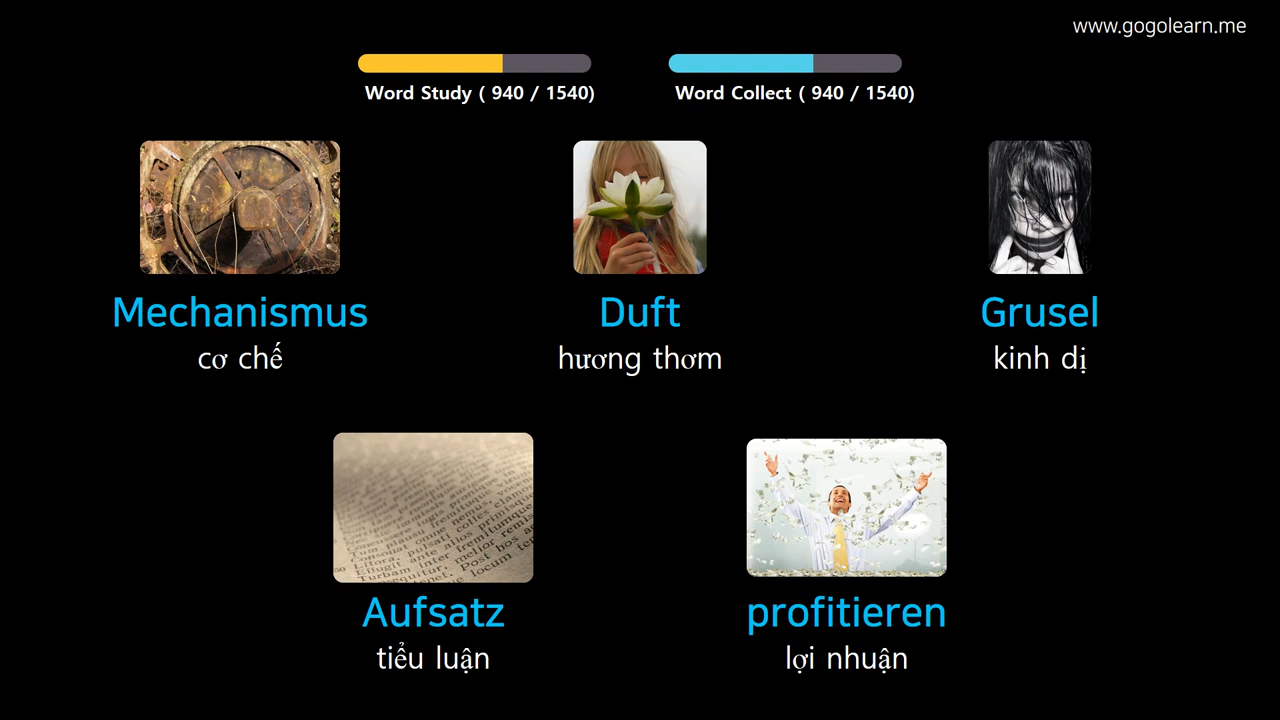 www.gogolearn.me
Word Study ( 940 / 1540)
Word Collect ( 940 / 1540)
Mechanismus
cơ chế
Duft
hương thơm
Grusel
kinh dị
Aufsatz
tiểu luận
profitieren
lợi nhuận